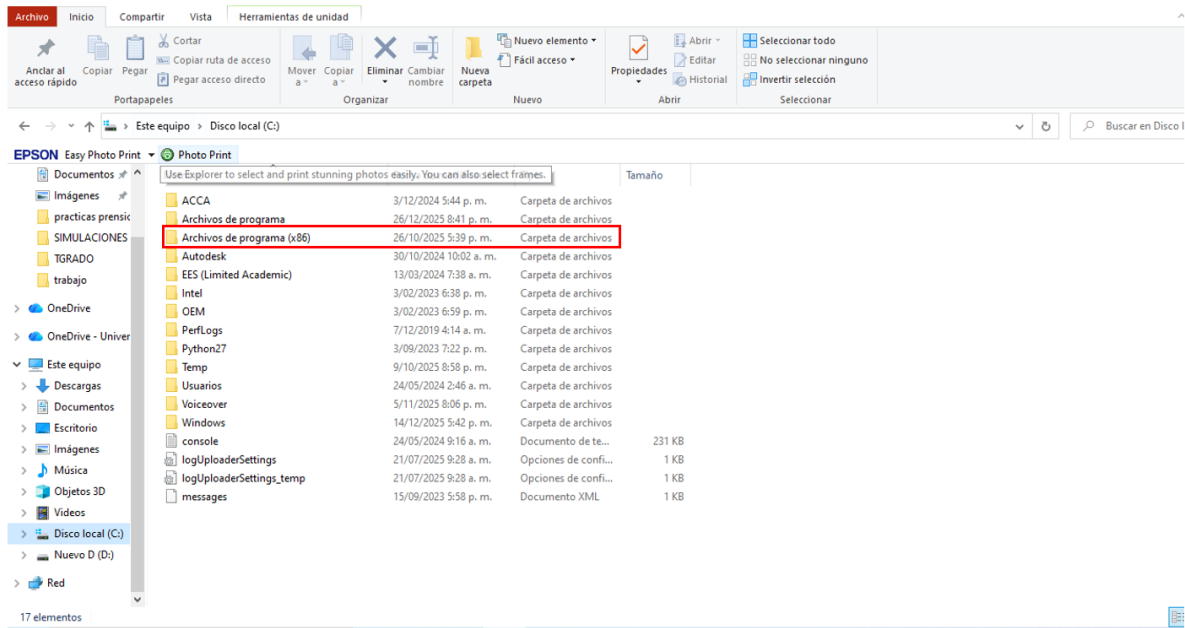 Archivo Inicio Compartir Vista Herramientas de unidad
Anclar al acceso rápido
Copiar
Pegar
Cortar
Copiar ruta de acceso
Pegar acceso directo
Portapapeles
Mover a
Copiar a
Eliminar
Cambiar nombre
Organizar
Nueva carpeta
Nuevo elemento
Fácil acceso
Nuevo
Propiedades
Abrir
Editar
Historial
Abrir
Seleccionar todo
No seleccionar ninguno
Invertir selección
Seleccionar
Este equipo > Disco local (C:)
Buscar en Disco l
EPSON Easy Photo Print Photo Print
Use Explorer to select and print stunning photos easily. You can also select frames.
Tamaño
Documentos
Imágenes
practicas prensic
SIMULACIONES
TGRADO
trabajo
OneDrive
OneDrive - Univer
Este equipo
Descargas
Documentos
Escritorio
Imágenes
Música
Objetos 3D
Videos
Disco local (C:)
Nuevo D (D:)
Red
ACCA 3/12/2024 5:44 p. m. Carpeta de archivos
Archivos de programa 26/12/2025 8:41 p. m. Carpeta de archivos
Archivos de programa (x86) 26/10/2025 5:39 p. m. Carpeta de archivos
Autodesk 30/10/2024 10:02 a. m. Carpeta de archivos
EES (Limited Academic) 13/03/2024 7:38 a. m. Carpeta de archivos
Intel 3/02/2023 6:38 p. m. Carpeta de archivos
OEM 3/02/2023 6:59 p. m. Carpeta de archivos
PerfLogs 7/12/2019 4:14 a. m. Carpeta de archivos
Python27 3/09/2023 7:22 p. m. Carpeta de archivos
Temp 9/10/2025 8:58 p. m. Carpeta de archivos
Usuarios 24/05/2024 2:46 a. m. Carpeta de archivos
Voiceover 5/11/2025 8:06 p. m. Carpeta de archivos
Windows 14/12/2025 5:42 p. m. Carpeta de archivos
console 24/05/2024 9:16 a. m. Documento de te... 231 KB
logUploaderSettings 21/07/2025 9:28 a. m. Opciones de confi... 1 KB
logUploaderSettings_temp 21/07/2025 9:28 a. m. Opciones de confi... 1 KB
messages 15/09/2023 5:58 p. m. Documento XML 1 KB
17 elementos